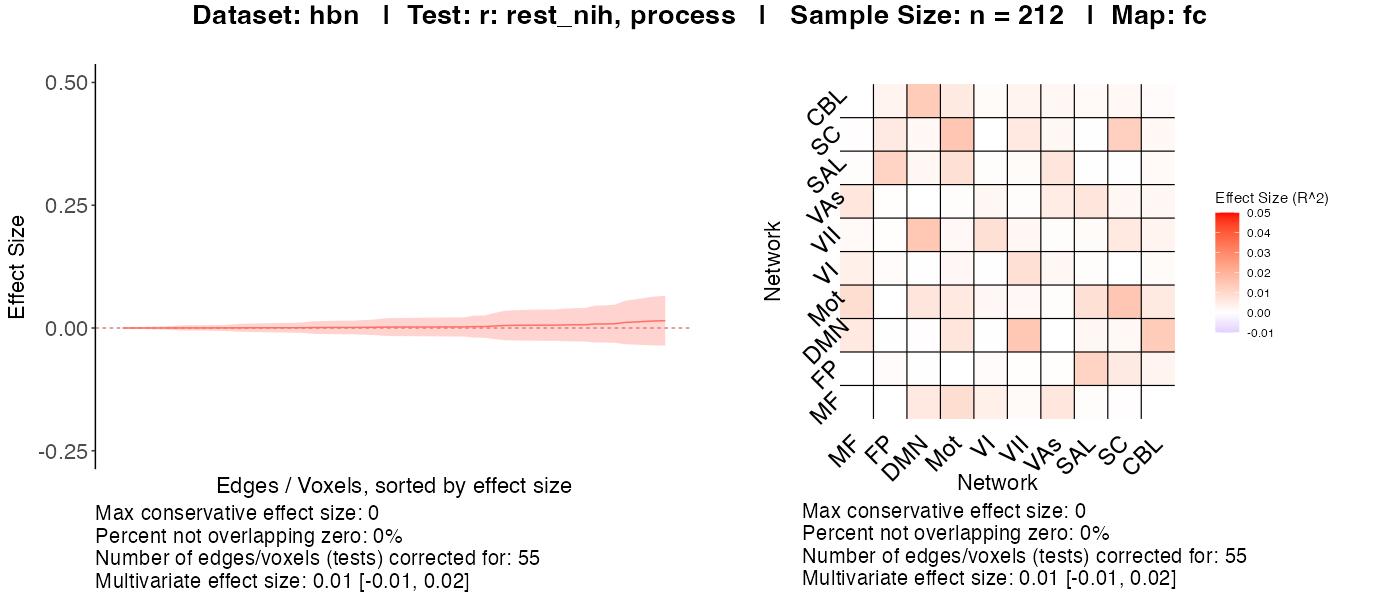 Dataset: hbn | Test: r: rest_nih, process | Sample Size: n = 212 | Map: fc
Effect Size
0.50
0.25
0.00
-0.25
Edges / Voxels, sorted by effect size
Max conservative effect size: 0
Percent not overlapping zero: 0%
Number of edges/voxels (tests) corrected for: 55
Multivariate effect size: 0.01 [-0.01, 0.02]
Network
CBL
SC
SAL
VAs
VII
VI
Mot
DMN
FP
MF
MF
FP
DMN
Mot
VI
VII
VAs
SAL
SC
CBL
Network
Effect Size (R^2)
0.05
0.04
0.03
0.02
0.01
0.00
-0.01
Max conservative effect size: 0
Percent not overlapping zero: 0%
Number of edges/voxels (tests) corrected for: 55
Multivariate effect size: 0.01 [-0.01, 0.02]